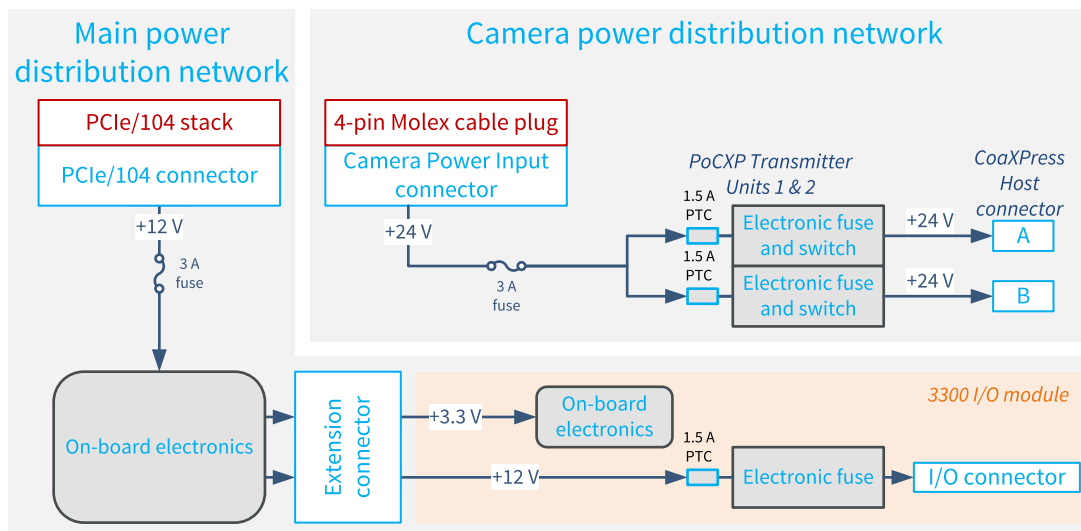 Main power
distribution network
PCIe/104 stack
PCIe/104 connector
+12 V
3 A
fuse
On-board electronics
Camera power distribution network
4-pin Molex cable plug
Camera Power Input
connector
+24 V
3 A
fuse
PoCXP Transmitter
Units 1 & 2
1.5 A
PTC
Electronic fuse
and switch
+24 V
CoaXPress
Host
connector
A
1.5 A
PTC
Electronic fuse
and switch
+24 V
B
Extension
connector
3300 I/O module
+3.3 V
On-board
electronics
+12 V
1.5 A
PTC
Electronic fuse
I/O connector